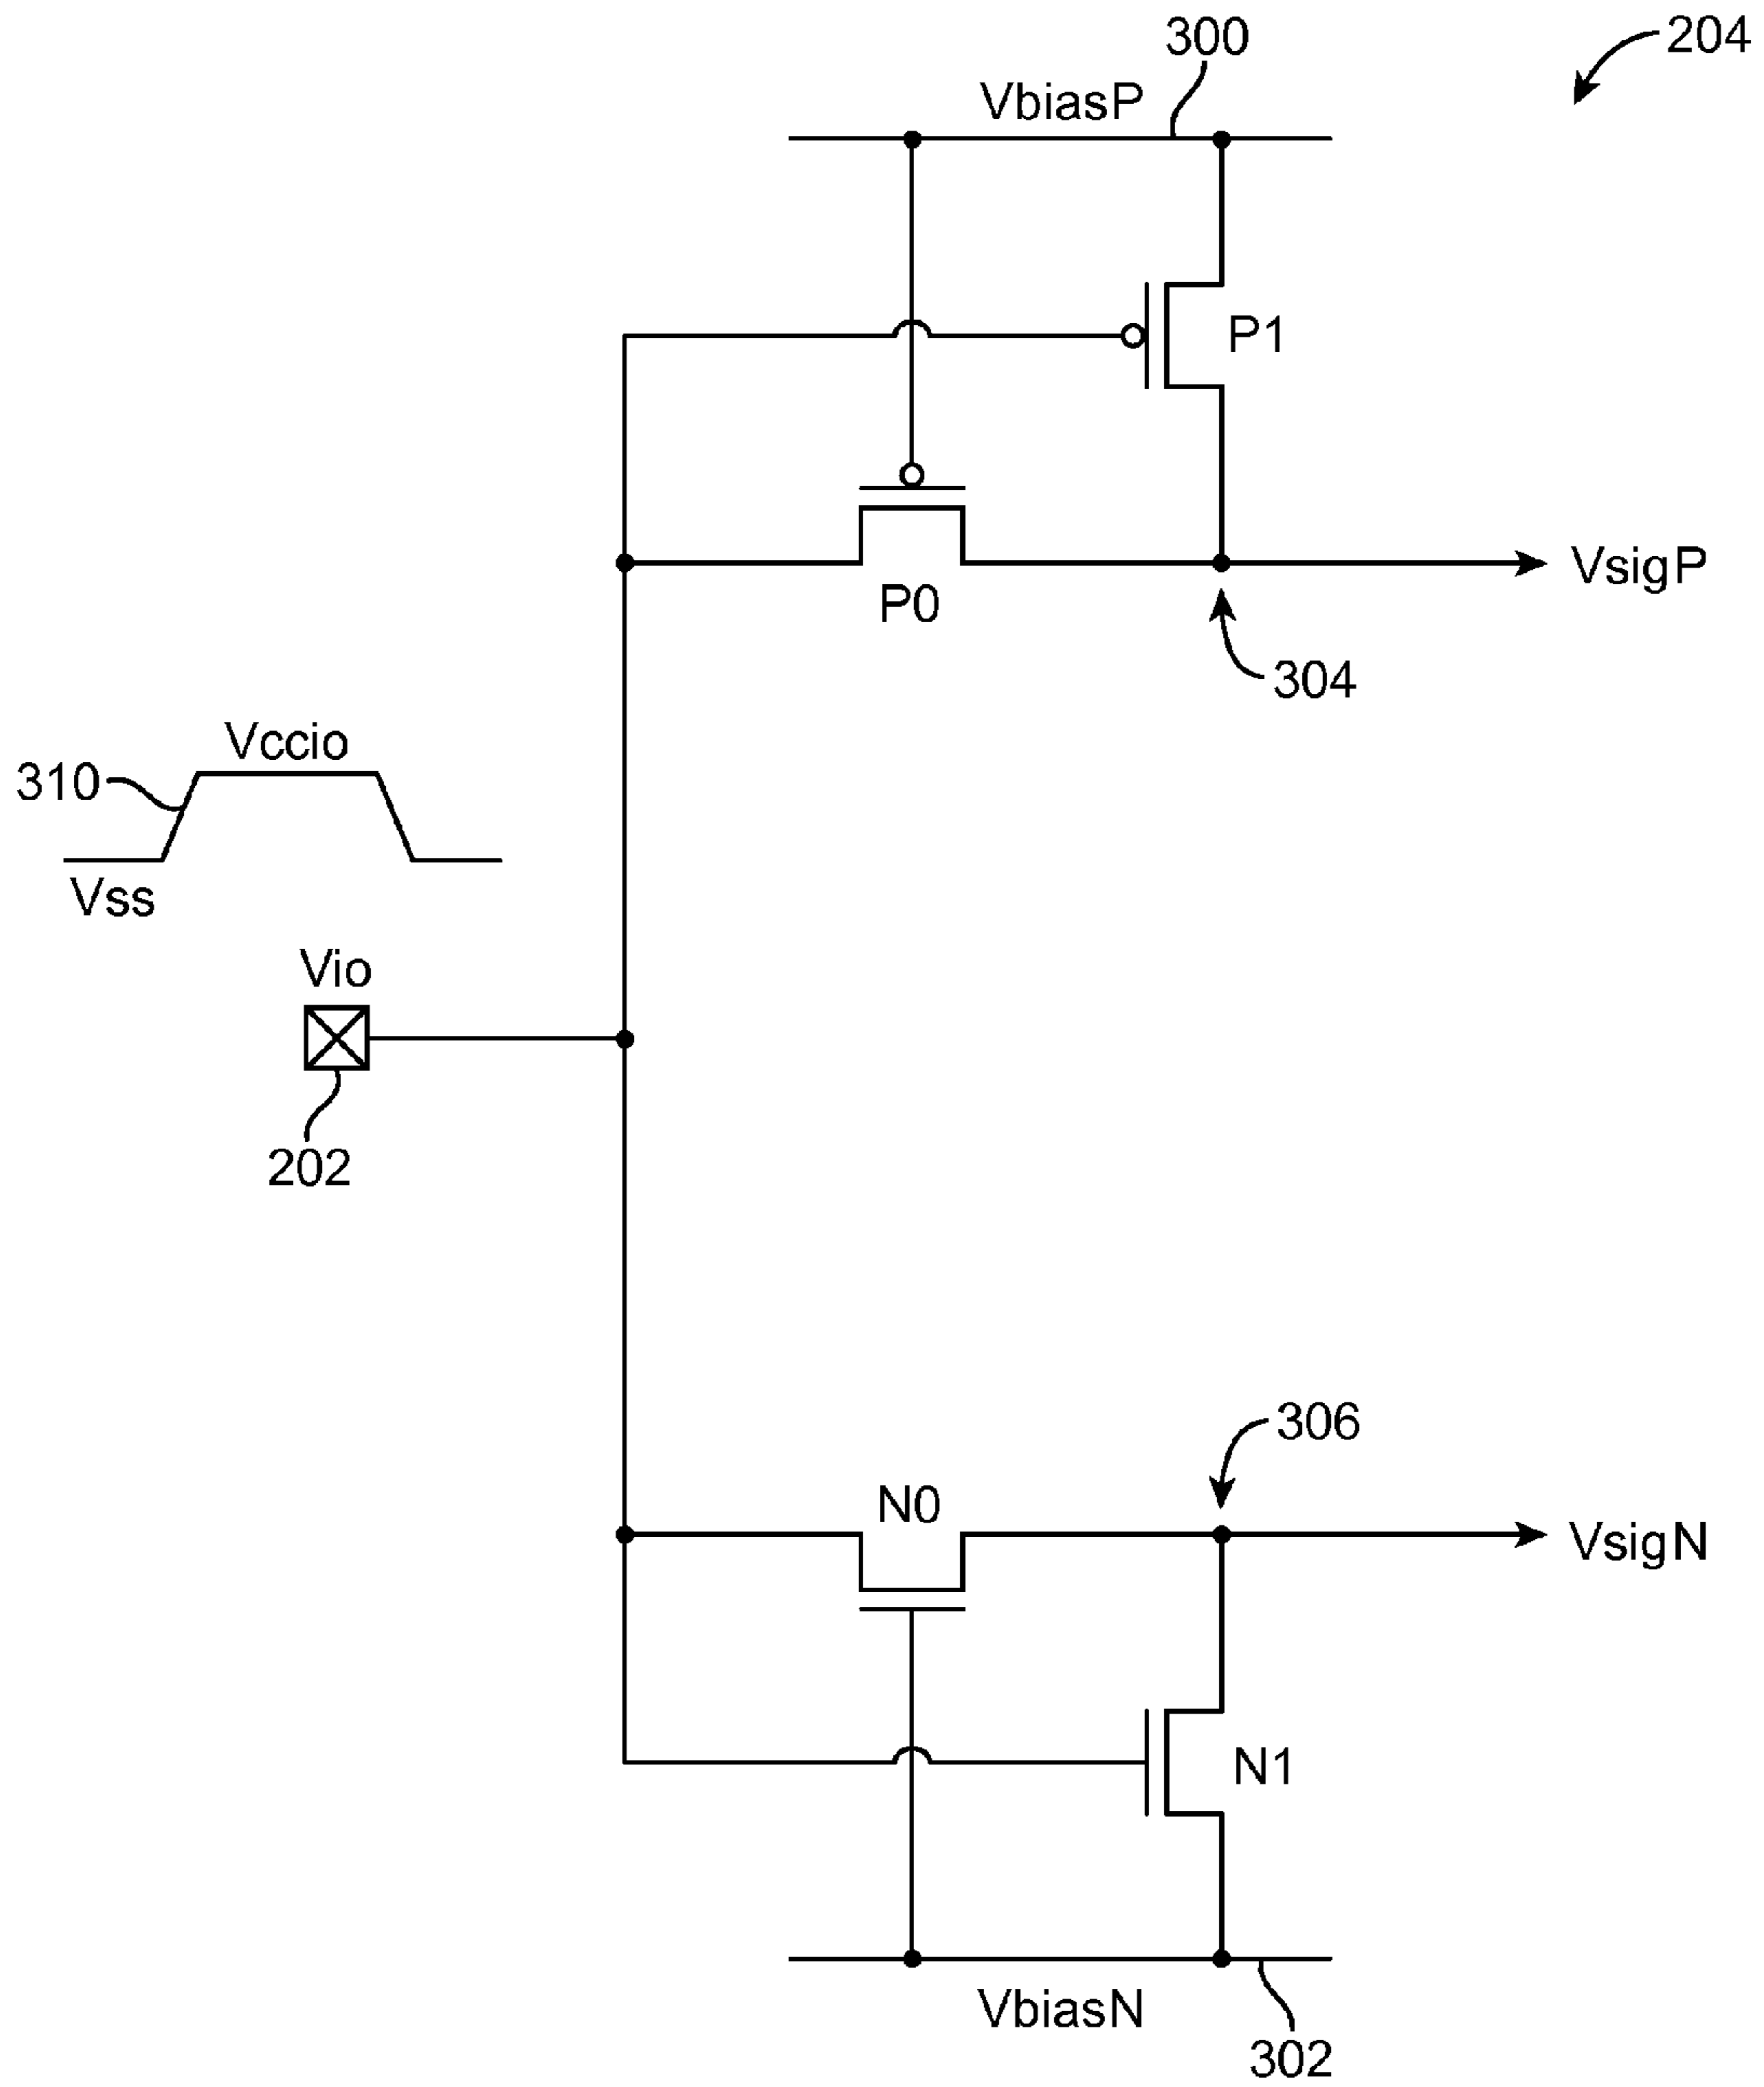 300
204
VbiasP
P1
VsigP
P0
304
Vccio
310
Vss
Vio
202
306
N0
VsigN
N1
VbiasN
302